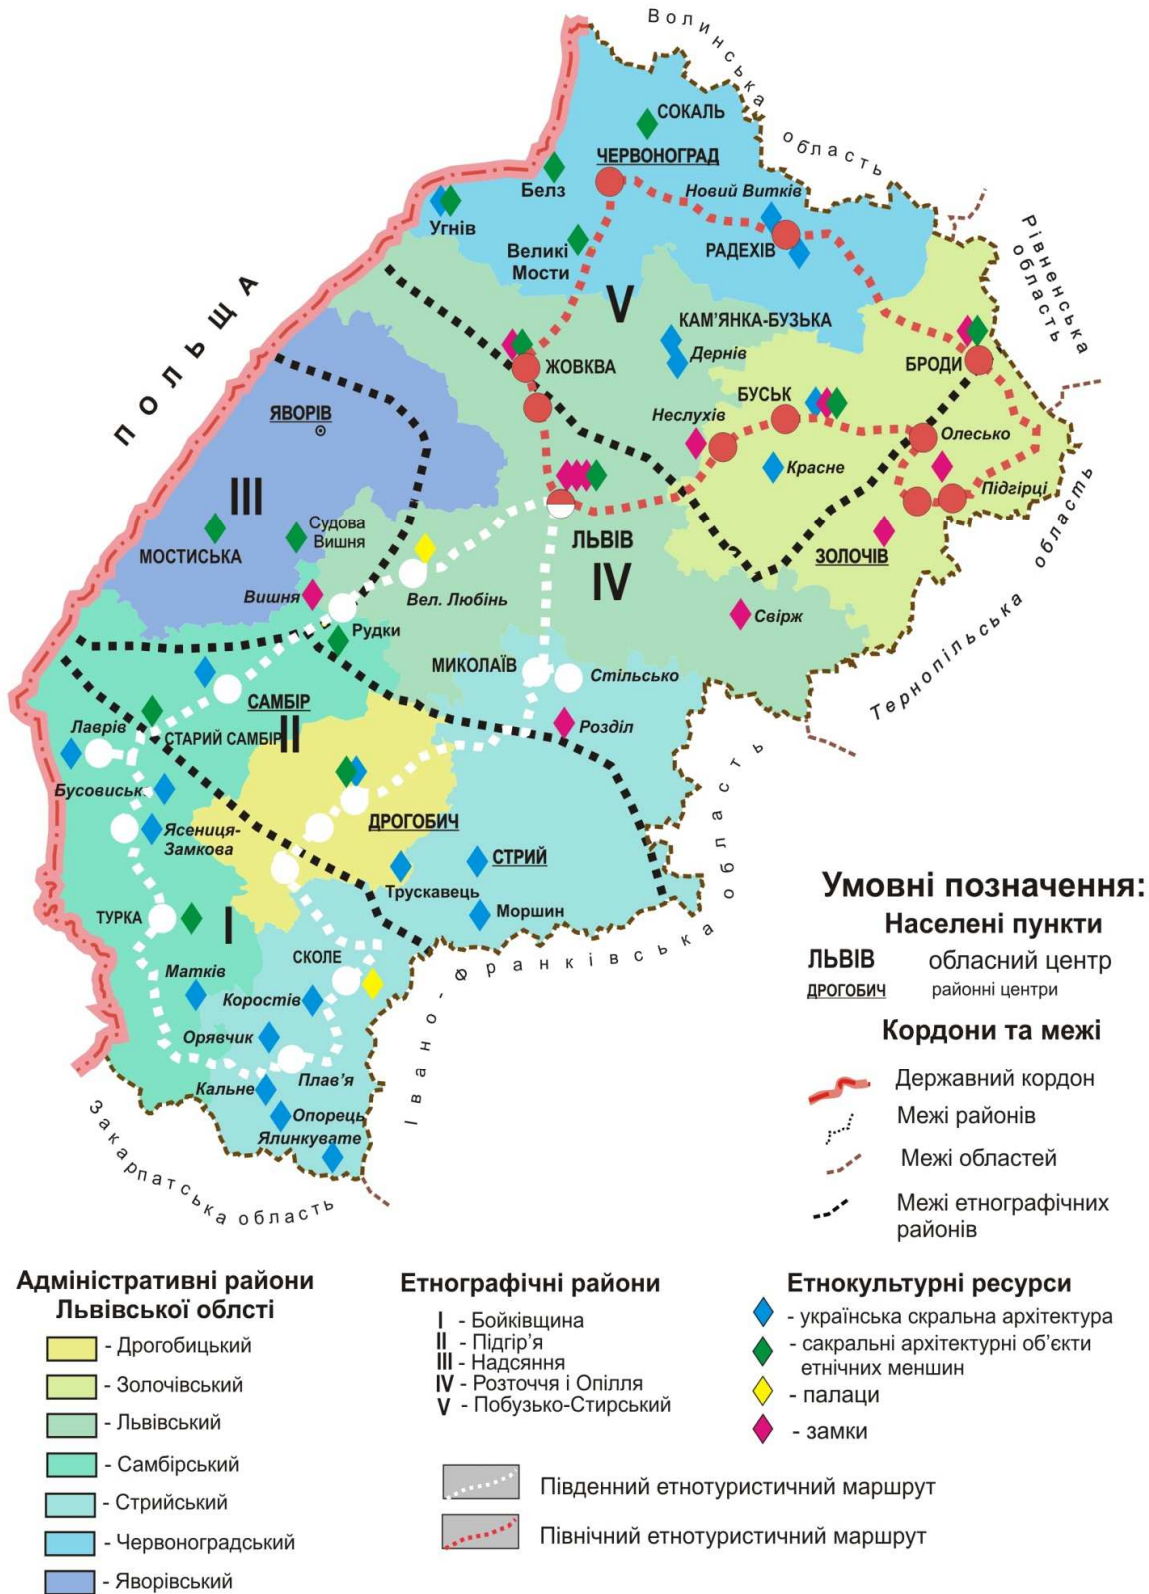 Волинська область
СОКАЛЬ
ЧЕРВОНОГРАД
Белз
Новий Витків
Угнів
Великі
Мости
РАДЕХІВ
Рівненська
область
ПОЛЬЩА
V
КАМ’ЯНКА-БУЗЬКА
Дернів
ЖОВКВА
БРОДИ
БУСЬК
Неслухів
ЯВОРІВ
Олесько
Красне
Підгірці
III
Судова
Вишня
МОСТИСЬКА
ЛЬВІВ
ЗОЛОЧІВ
IV
Вишня
Вел. Любінь
Свірж
Рудки
Тернопільська область
МИКОЛАЇВ
Стільсько
САМБІР
Розділ
Лаврів
СТАРИЙ САМБІР
II
Бусовиськ
ДРОГОБИЧ
Ясениця-
Замкова
СТРИЙ
Трускавець
Моршин
ТУРКА
I
СКОЛЕ
Івано-Франківська область
Матків
Коростів
Орявчик
Плав’я
Кальне
Опорець
Ялинкувате
Закарпатська область
Умовні позначення:
Населені пункти
ЛЬВІВ обласний центр
ДРОГОБИЧ районні центри
Кордони та межі
Державний кордон
Межі районів
Межі областей
Межі етнографічних
районів
Адміністративні райони
Львівської облсті
- Дрогобицький
- Золочівський
- Львівський
- Самбірський
- Стрийський
- Червоноградський
- Яворівський
Етнографічні райони
I - Бойківщина
II - Підгір’я
III - Надсяння
IV - Розточчя і Опілля
V - Побузько-Стирський
Південний етнотуристичний маршрут
Північний етнотуристичний маршрут
Етнокультурні ресурси
- українська скральна архітектура
- сакральні архітектурні об’єкти
етнічних меншин
- палаци
- замки